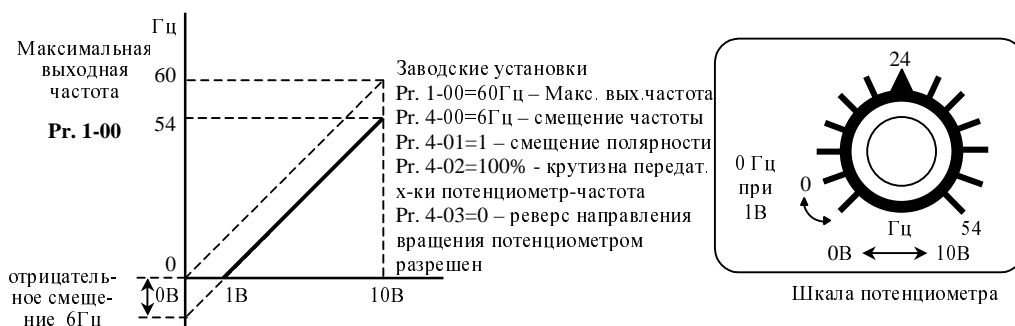 Гц
Максимальная
выходная
частота
Pr. 1-00
60
54
0
отрицатель-
ное смеще-
ние 6Гц
0В
1В
10В
Заводские установки
Pr. 1-00=60Гц – Макс. вых.частота
Pr. 4-00=6Гц – смещение частоты
Pr. 4-01=1 – смещение полярности
Pr. 4-02=100% - крутизна передат.
х-ки потенциометр-частота
Pr. 4-03=0 – реверс направления
вращения потенциометром
разрешен
24
0 Гц
при
1В
0
54
Гц
0В
10В
Шкала потенциометра